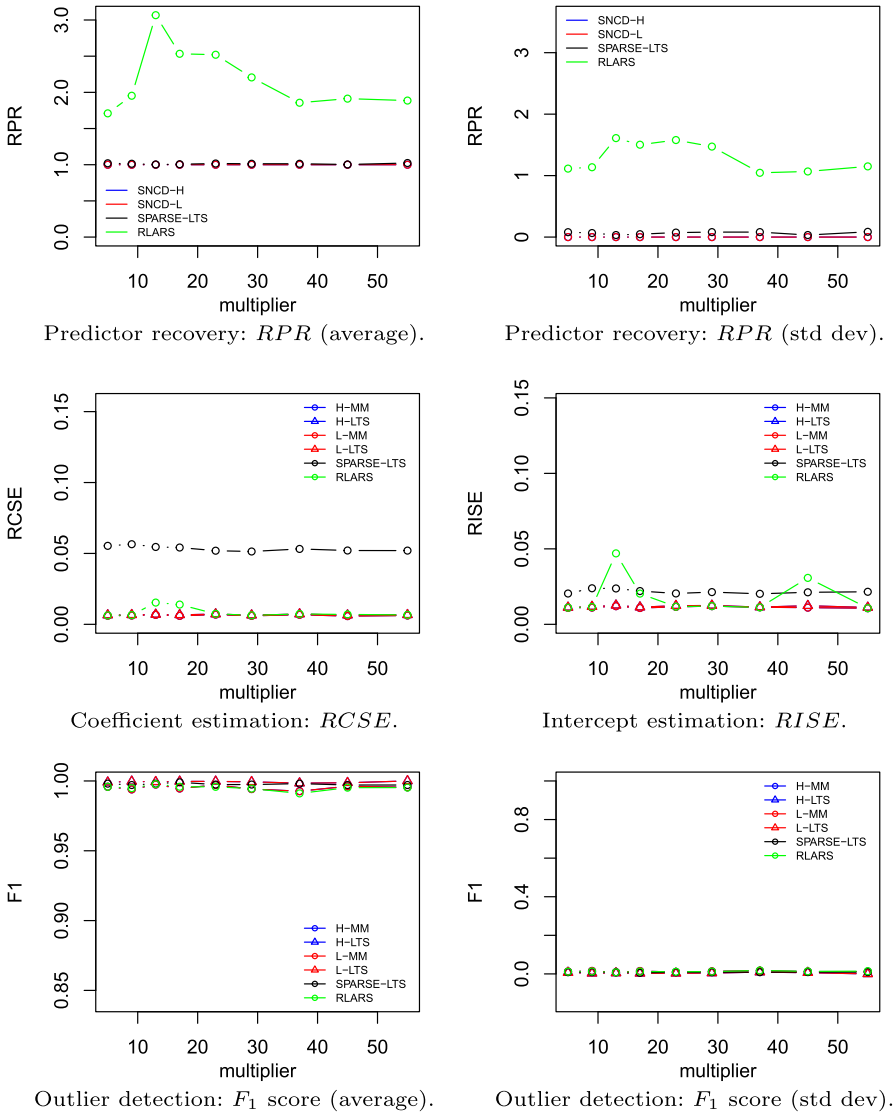 3.0
2.0
1.0
0.0
RPR
SNCD−H
SNCD−L
SPARSE−LTS
RLARS
10 20 30 40 50
multiplier
Predictor recovery: RPR (average).
3
2
1
0
RPR
SNCD−H
SNCD−L
SPARSE−LTS
RLARS
10 20 30 40 50
multiplier
Predictor recovery: RPR (std dev).
0.15
0.10
0.05
0.00
RCSE
H−MM
H−LTS
L−MM
L−LTS
SPARSE−LTS
RLARS
10 20 30 40 50
multiplier
Coefficient estimation: RCSE.
0.15
0.10
0.05
0.00
RISE
H−MM
H−LTS
L−MM
L−LTS
SPARSE−LTS
RLARS
10 20 30 40 50
multiplier
Intercept estimation: RISE.
1.00
0.95
0.90
0.85
F1
H−MM
H−LTS
L−MM
L−LTS
SPARSE−LTS
RLARS
10 20 30 40 50
multiplier
Outlier detection: F₁ score (average).
0.8
0.4
0.0
F1
H−MM
H−LTS
L−MM
L−LTS
SPARSE−LTS
RLARS
10 20 30 40 50
multiplier
Outlier detection: F₁ score (std dev).